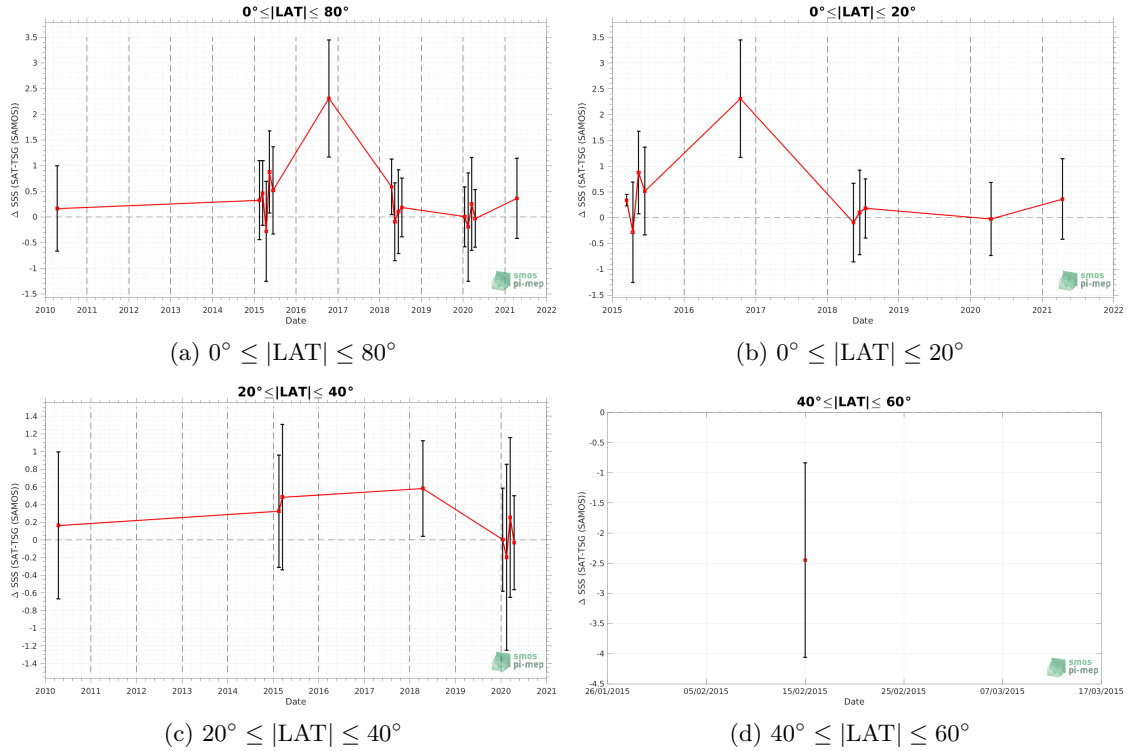 0°≤|LAT|≤ 80°
3.5
3
2.5
2
1.5
1
0.5
0
-0.5
-1
-1.5
Δ SSS (SAT-TSG (SAMOS))
2010 2011 2012 2013 2014 2015 2016 2017 2018 2019 2020 2021 2022
Date
smos
pi-mep
(a) 0° ≤ |LAT| ≤ 80°
0°≤|LAT|≤ 20°
3.5
3
2.5
2
1.5
1
0.5
0
-0.5
-1
-1.5
Δ SSS (SAT-TSG (SAMOS))
2015 2016 2017 2018 2019 2020 2021 2022
Date
smos
pi-mep
(b) 0° ≤ |LAT| ≤ 20°
20°≤|LAT|≤ 40°
1.4
1.2
1
0.8
0.6
0.4
0.2
0
-0.2
-0.4
-0.6
-0.8
-1
-1.2
-1.4
Δ SSS (SAT-TSG (SAMOS))
2010 2011 2012 2013 2014 2015 2016 2017 2018 2019 2020 2021
Date
smos
pi-mep
(c) 20° ≤ |LAT| ≤ 40°
40°≤|LAT|≤ 60°
0
-0.5
-1
-1.5
-2
-2.5
-3
-3.5
-4
-4.5
Δ SSS (SAT-TSG (SAMOS))
26/01/2015 05/02/2015 15/02/2015 25/02/2015 07/03/2015 17/03/2015
Date
smos
pi-mep
(d) 40° ≤ |LAT| ≤ 60°